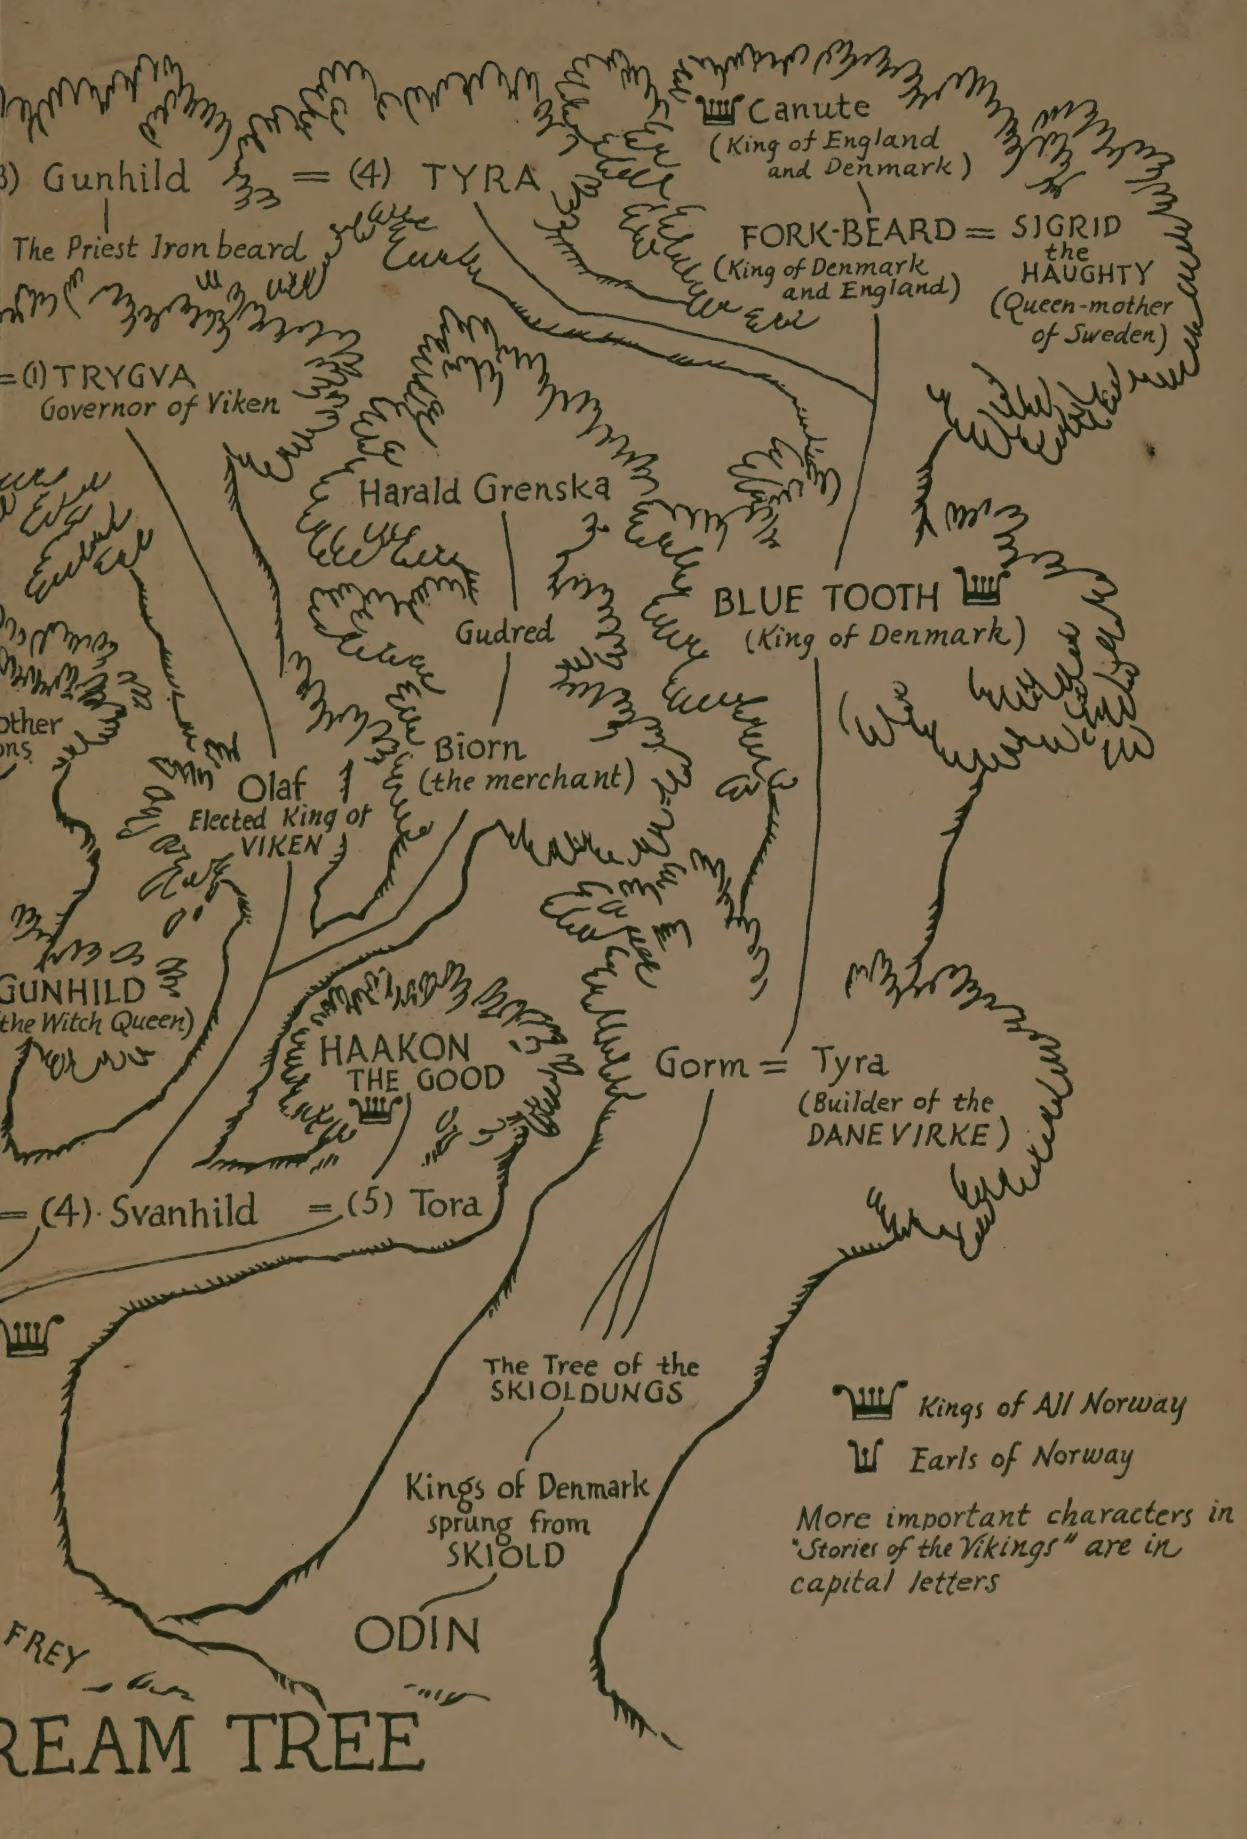 Canute
(King of England
and Denmark)
3) Gunhild = (4) TYRA
The Priest Ironbeard
FORK-BEARD = SIGRID
the
HAUGHTY
(King of Denmark
and England)
(Queen-mother
of Sweden)
=(1) TRYGVA
Governor of Viken
Harald Grenska
BLUE TOOTH
(King of Denmark)
Gudred
other
ons
Biorn
(the merchant)
Olaf
Elected King of
VIKEN
GUNHILD
(the Witch Queen)
HAAKON
THE GOOD
Gorm = Tyra
(Builder of the
DANEVIRKE)
= (4). Svanhild = (5) Tora
The Tree of the
SKIOLDUNGS
Kings of Denmark
sprung from
SKIOLD
ODIN
Kings of All Norway
Earls of Norway
More important characters in
"Stories of the Vikings" are in
capital letters
FREY
REAM TREE